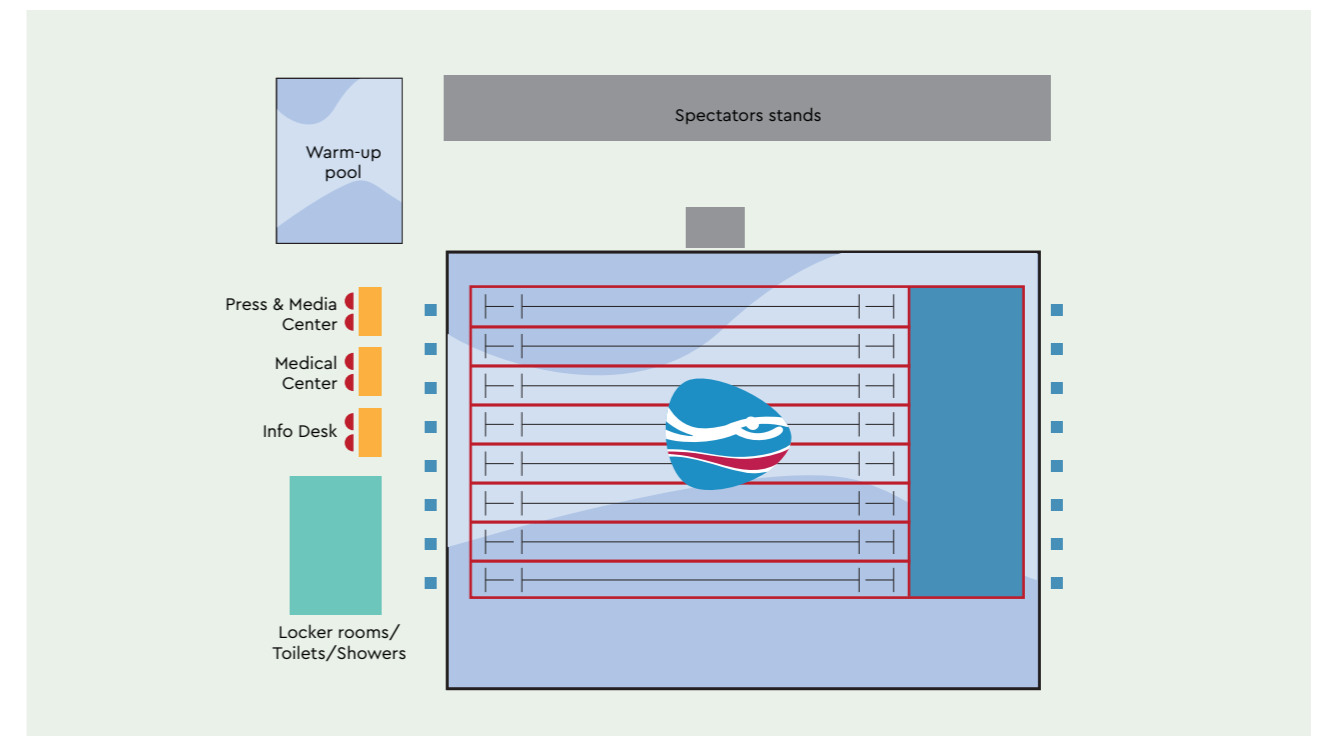 Spectators stands
Warm-up
pool
Press & Media
Center
Medical
Center
Info Desk
Locker rooms/
Toilets/Showers